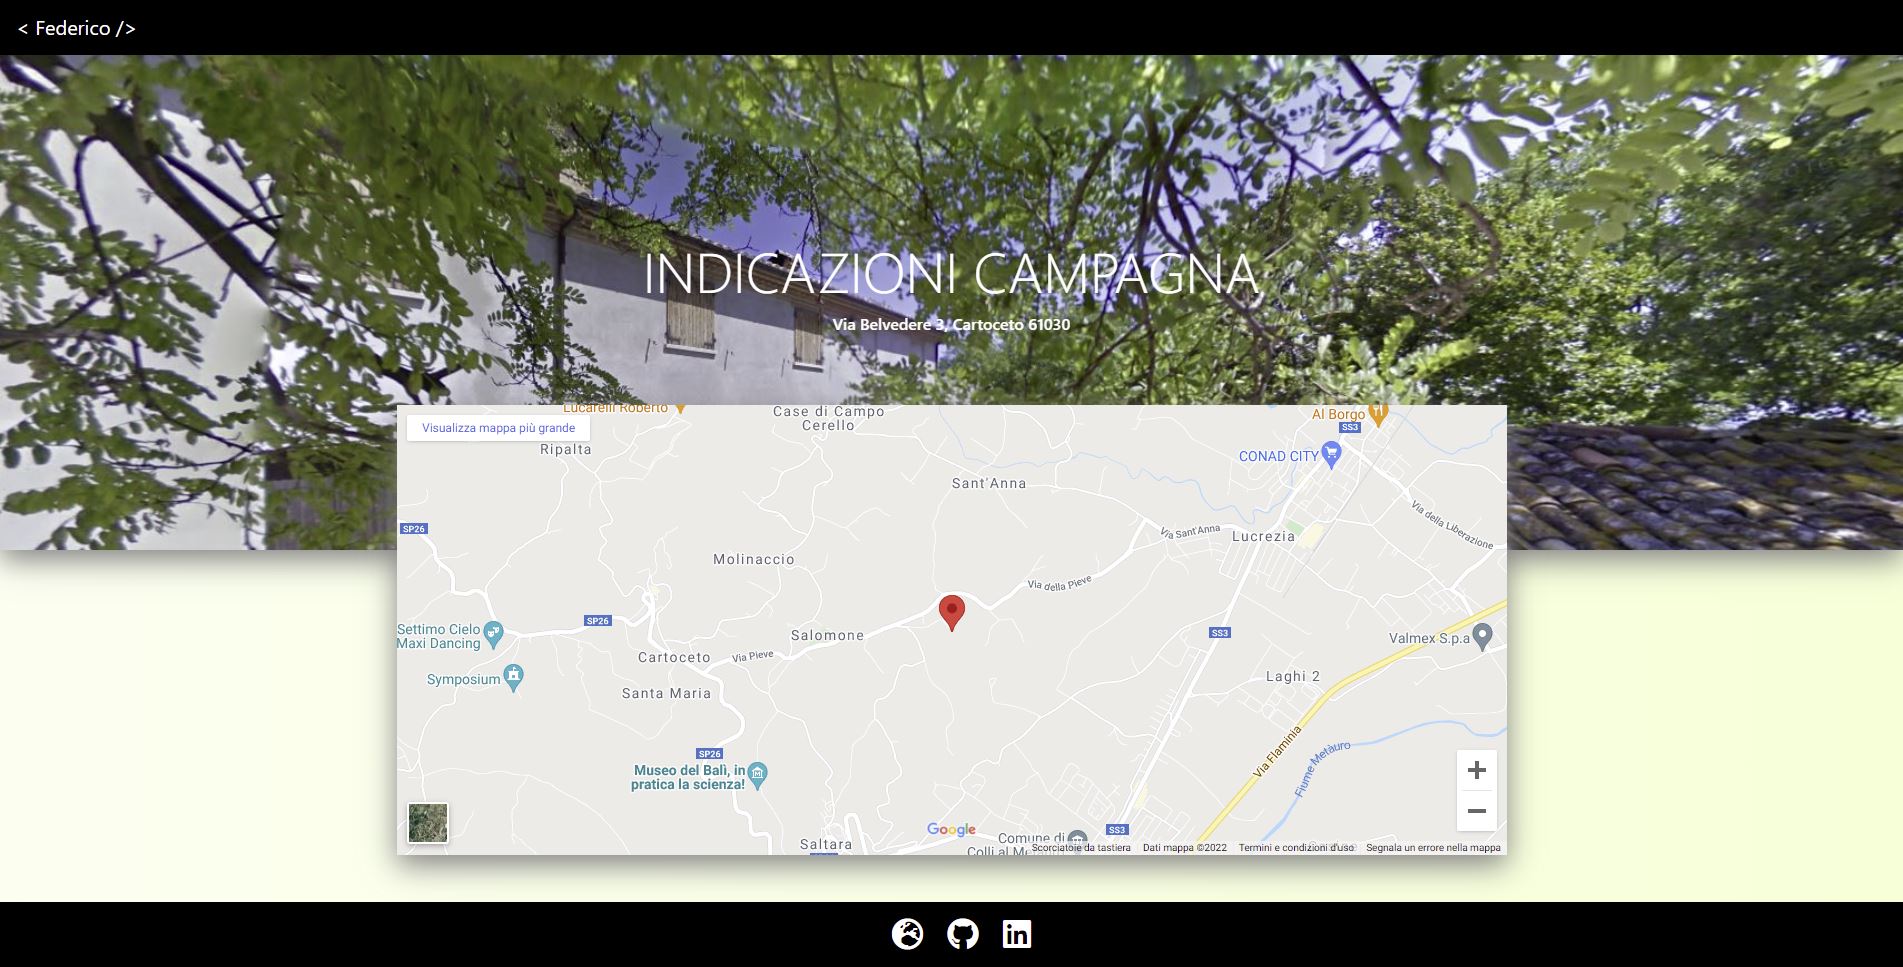 < Federico />
INDICAZIONI CAMPAGNA
Via Belvedere 3, Cartoceto 61030
Lucarelli Roberto
Case di Campo
Cerello
Al Borgo
SS3
Visualizza mappa più grande
Ripalta
CONAD CITY
Sant'Anna
SP26
Via Sant'Anna
Lucrezia
Via della Liberazione
Molinaccio
Via della Pieve
SP26
Settimo Cielo
Maxi Dancing
Salomone
SS3
Valmex S.p.a
Cartoceto
Via Pieve
Symposium
Santa Maria
Laghi 2
SP26
Museo del Balì, in
pratica la scienza!
Via Flaminia
Fiume Metàuro
+
−
Google
SS3
Comune di
Colli al Metauro
Saltara
Scorciatoie da tastiera
Dati mappa ©2022
Termini e condizioni d'uso
Segnala un errore nella mappa
in